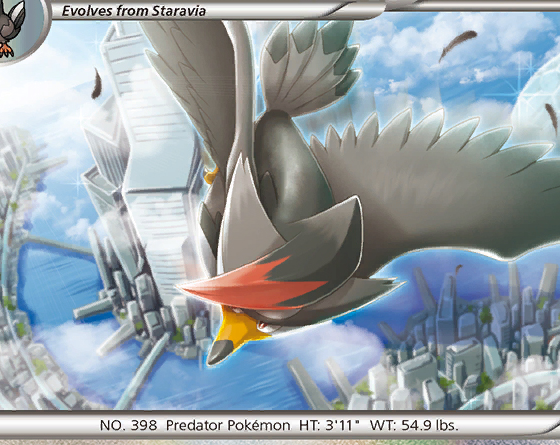 Evolves from Staravia
NO. 398 Predator Pokémon HT: 3'11" WT: 54.9 lbs.